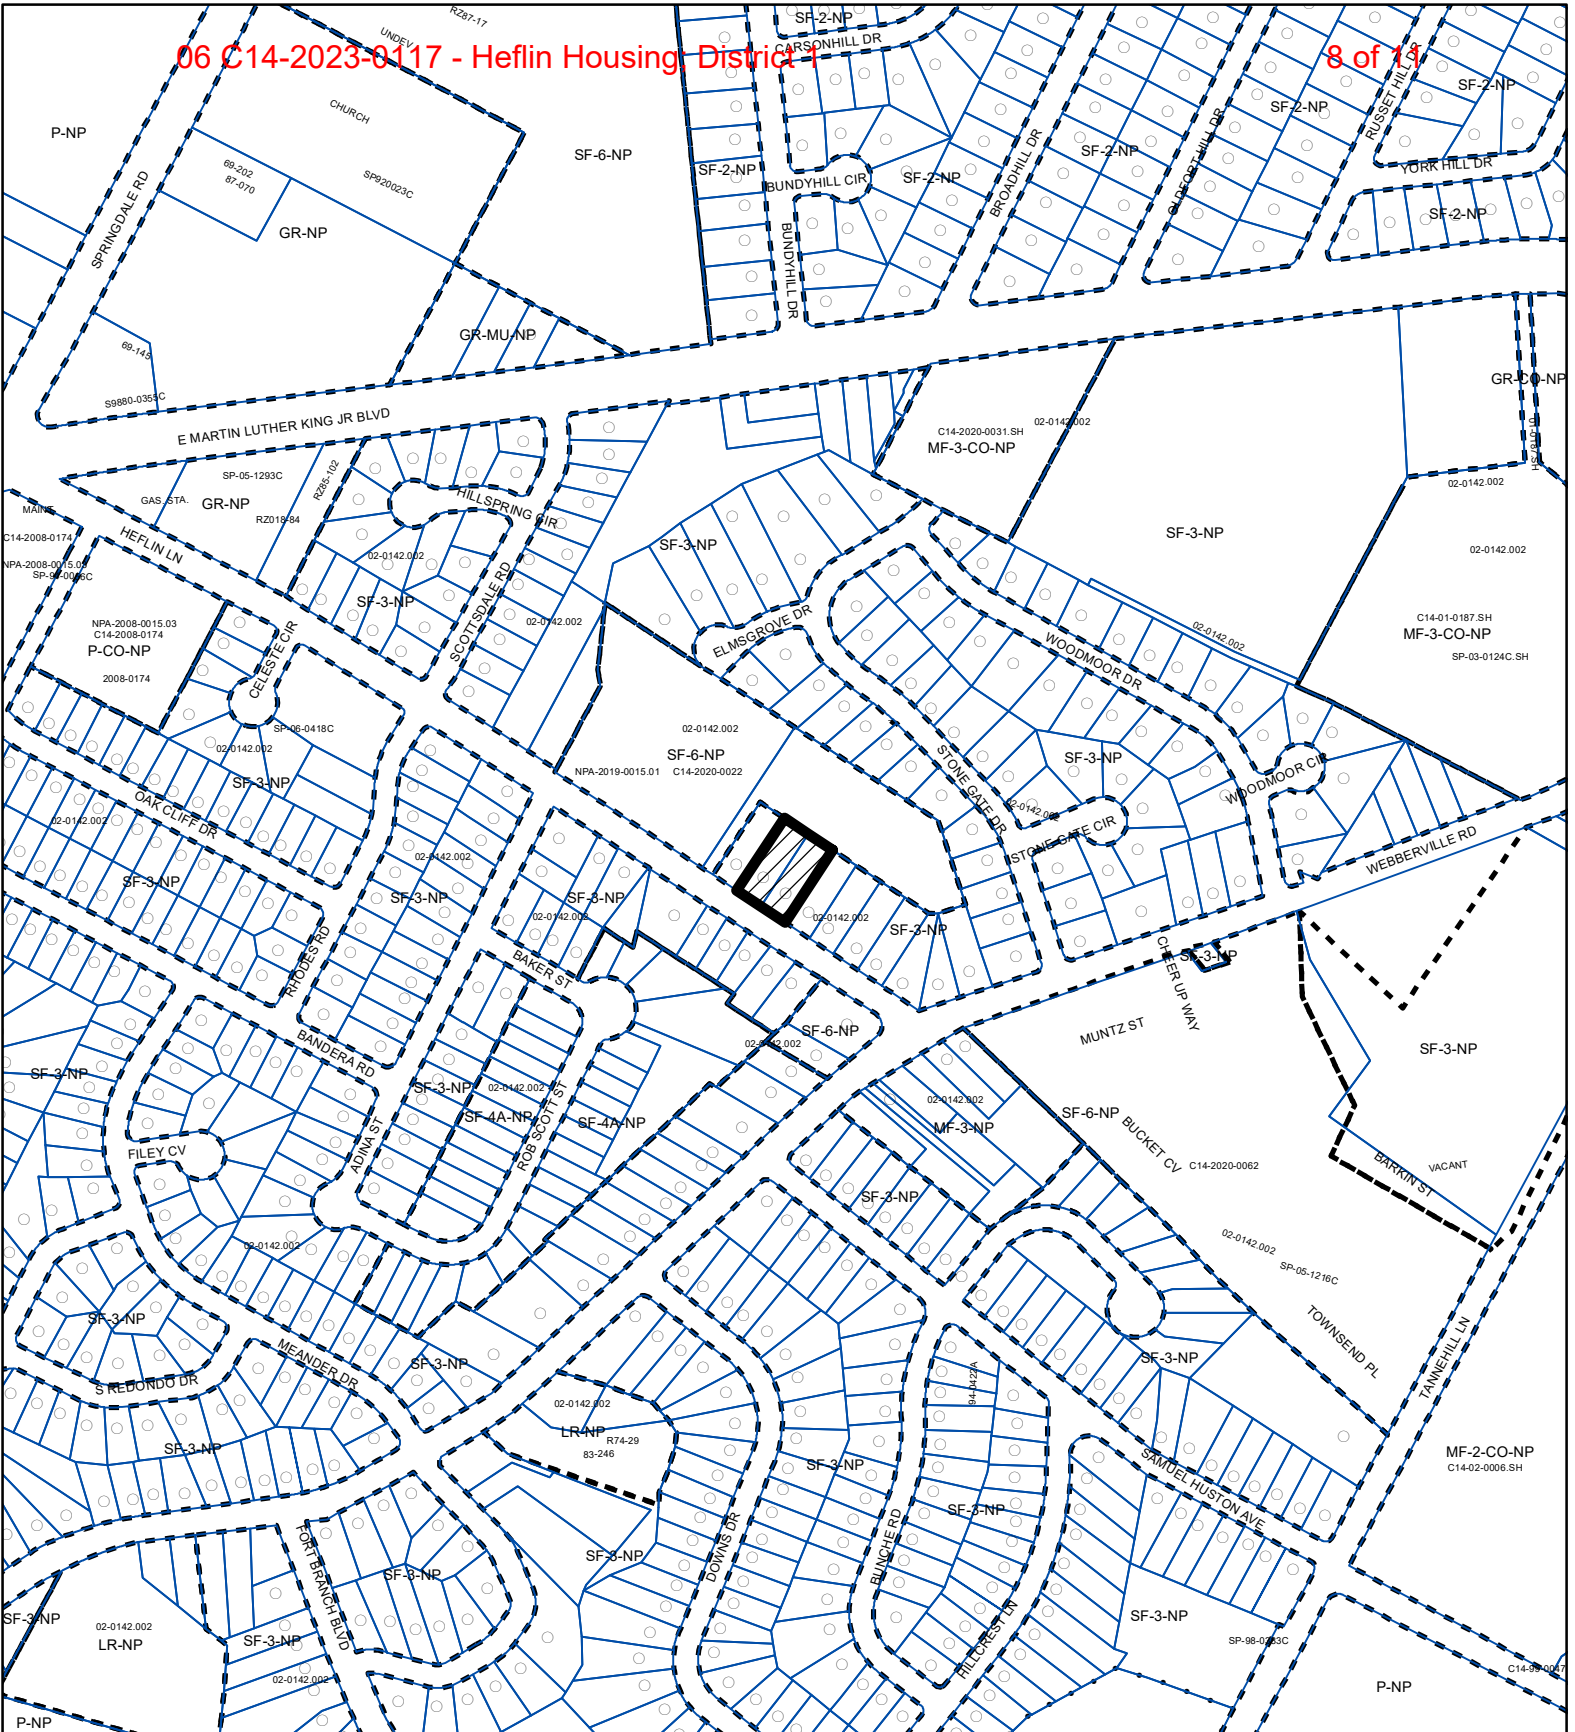 RZ87-17
UNDEV
SF-2-NP
CARSONHILL DR
06 C14-2023-0117 - Heflin Housing; District 1
8 of 11
RUSSET HILL DR
SF-2-NP
SF-2-NP
CHURCH
P-NP
SF-6-NP
SF-2-NP
OLDFORT HILL DR
BROADHILL DR
YORK HILL DR
69-202
87-070
SP920023C
SF-2-NP
BUNDYHILL CIR
SF-2-NP
SF-2-NP
SPRINGDALE RD
GR-NP
BUNDYHILL DR
GR-MU-NP
69-145
S9880-0355C
GR-CO-NP
E MARTIN LUTHER KING JR BLVD
C14-2020-0031.SH
02-0142.002
MF-3-CO-NP
01-0187.SH
SP-05-1293C
RZ85-102
02-0142.002
GAS. STA.
GR-NP
HILLSPRING CIR
MAINT.
RZ018-84
C14-2008-0174
HEFLIN LN
SF-3-NP
SF-3-NP
02-0142.002
02-0142.002
SP-05-1216C
SF-3-NP
SCOTTSDALE RD
02-0142.002
NPA-2008-0015.03
C14-2008-0174
P-CO-NP
2008-0174
CELESTE CIR
ELMSGROVE DR
WOODMOOR DR
02-0142.002
C14-01-0187.SH
MF-3-CO-NP
SP-03-0124C.SH
SP-06-0418C
02-0142.002
02-0142.002
SF-6-NP
NPA-2019-0015.01
C14-2020-0022
STONE GATE DR
SF-3-NP
WOODMOOR CIR
SF-3-NP
OAK CLIFF DR
02-0142.002
STONE GATE CIR
WEBBERVILLE RD
02-0142.002
SF-3-NP
SF-3-NP
SF-3-NP
02-0142.002
02-0142.002
SF-3-NP
RHODES RD
BAKER ST
SF-3-NP
CHEER UP WAY
MUNTZ ST
SF-6-NP
02-0142.002
BANDERA RD
SF-3-NP
SF-3-NP
SF-3-NP
02-0142.002
SF-4A-NP
SF-4A-NP
ROB SCOTT ST
ADINA ST
FILEY CV
02-0142.002
MF-3-NP
SF-6-NP
BUCKET CV
C14-2020-0062
BARKIN ST
VACANT
SF-3-NP
02-0142.002
02-0142.002
TOWNSEND PL
TANNEHILL LN
SF-3-NP
MEANDER DR
SF-3-NP
S REDONDO DR
94-0422A
SF-3-NP
02-0142.002
LR-NP
R74-29
83-246
SF-3-NP
SF-3-NP
MF-2-CO-NP
C14-02-0006.SH
SAMUEL HUSTON AVE
SF-3-NP
DOWNS DR
BUNCHE RD
SF-3-NP
FORT BRANCH BLVD
SF-3-NP
SF-3-NP
02-0142.002
LR-NP
SF-3-NP
02-0142.002
HILLCREST LN
SF-3-NP
P-NP
P-NP